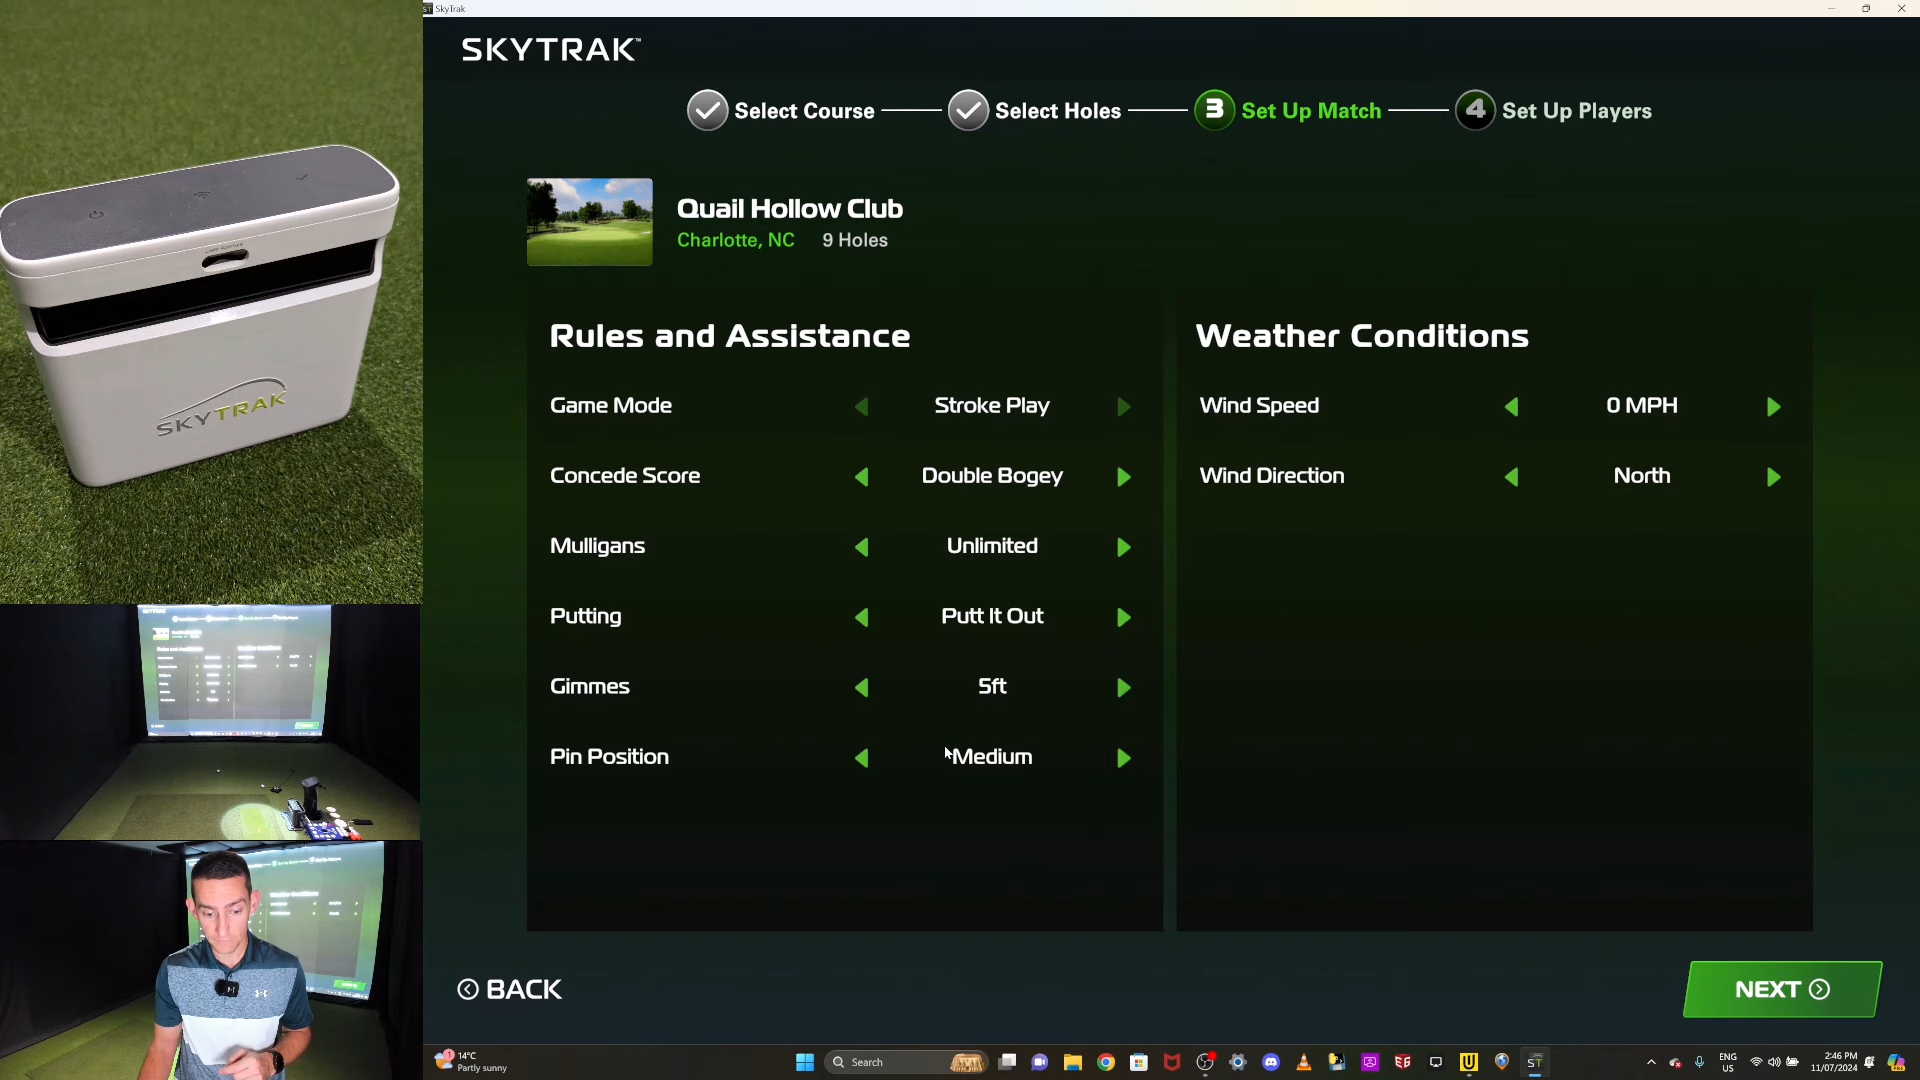 SkyTrak
SKYTRAK™
Select Course
Select Holes
3 Set Up Match
4 Set Up Players
Quail Hollow Club
Charlotte, NC 9 Holes
Rules and Assistance
Game Mode Stroke Play
Concede Score Double Bogey
Mulligans Unlimited
Putting Putt It Out
Gimmes 5ft
Pin Position Medium
Weather Conditions
Wind Speed 0 MPH
Wind Direction North
BACK
NEXT
SKYTRAK
SKYTRAK
1
14°C
Partly sunny
Search
ST
ENG
US
2:46 PM
11/07/2024